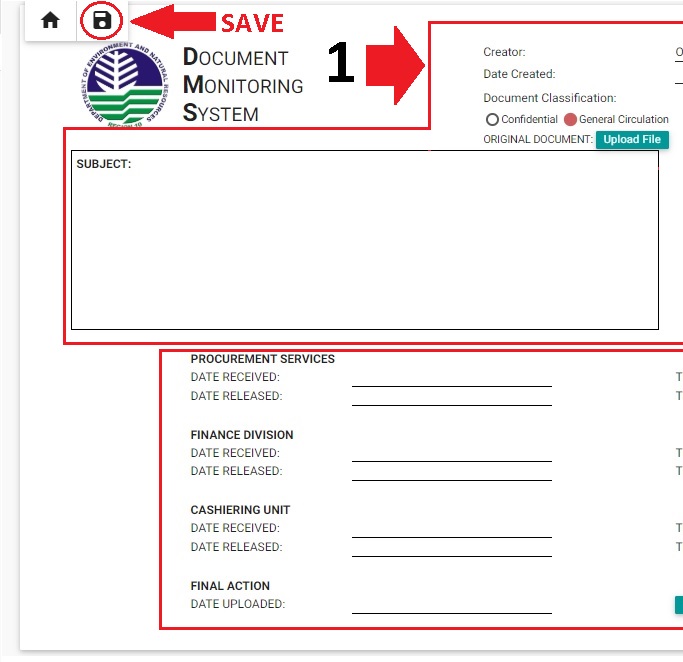 SAVE
DEPARTMENT OF ENVIRONMENT AND NATURAL RESOURCES
REGION 10
DOCUMENT
MONITORING
SYSTEM
1
Creator:
O
Date Created:
Document Classification:
Confidential General Circulation
ORIGINAL DOCUMENT: Upload File
SUBJECT:
PROCUREMENT SERVICES
DATE RECEIVED:
T
DATE RELEASED:
T
FINANCE DIVISION
DATE RECEIVED:
T
DATE RELEASED:
T
CASHIERING UNIT
DATE RECEIVED:
T
DATE RELEASED:
T
FINAL ACTION
DATE UPLOADED: